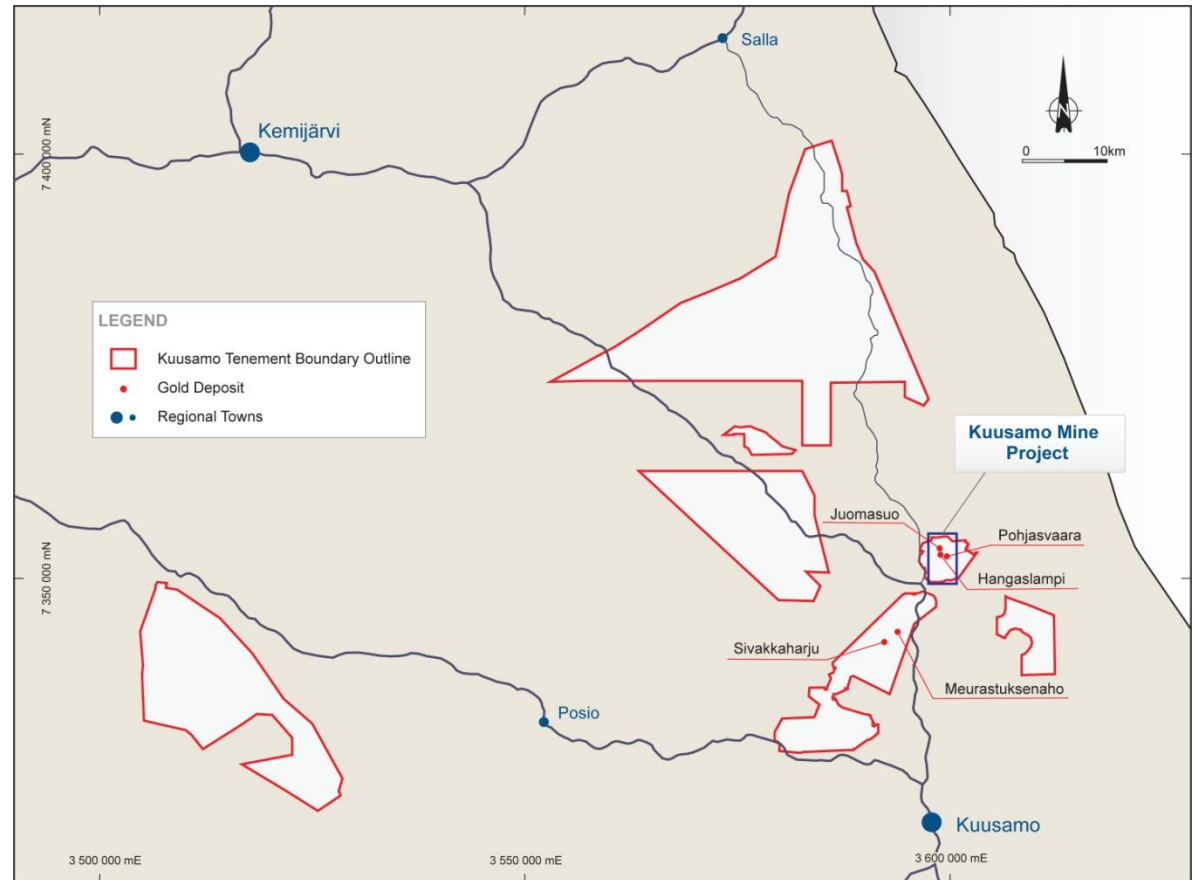 Salla
Kemijärvi
7 400 000 mN
N
0 10km
LEGEND
Kuusamo Tenement Boundary Outline
Gold Deposit
Regional Towns
Kuusamo Mine
Project
Juomasuo
Pohjasvaara
Hangaslampi
7 350 000 mN
Sivakkaharju
Meurastuksenaho
Posio
Kuusamo
3 500 000 mE
3 550 000 mE
3 600 000 mE